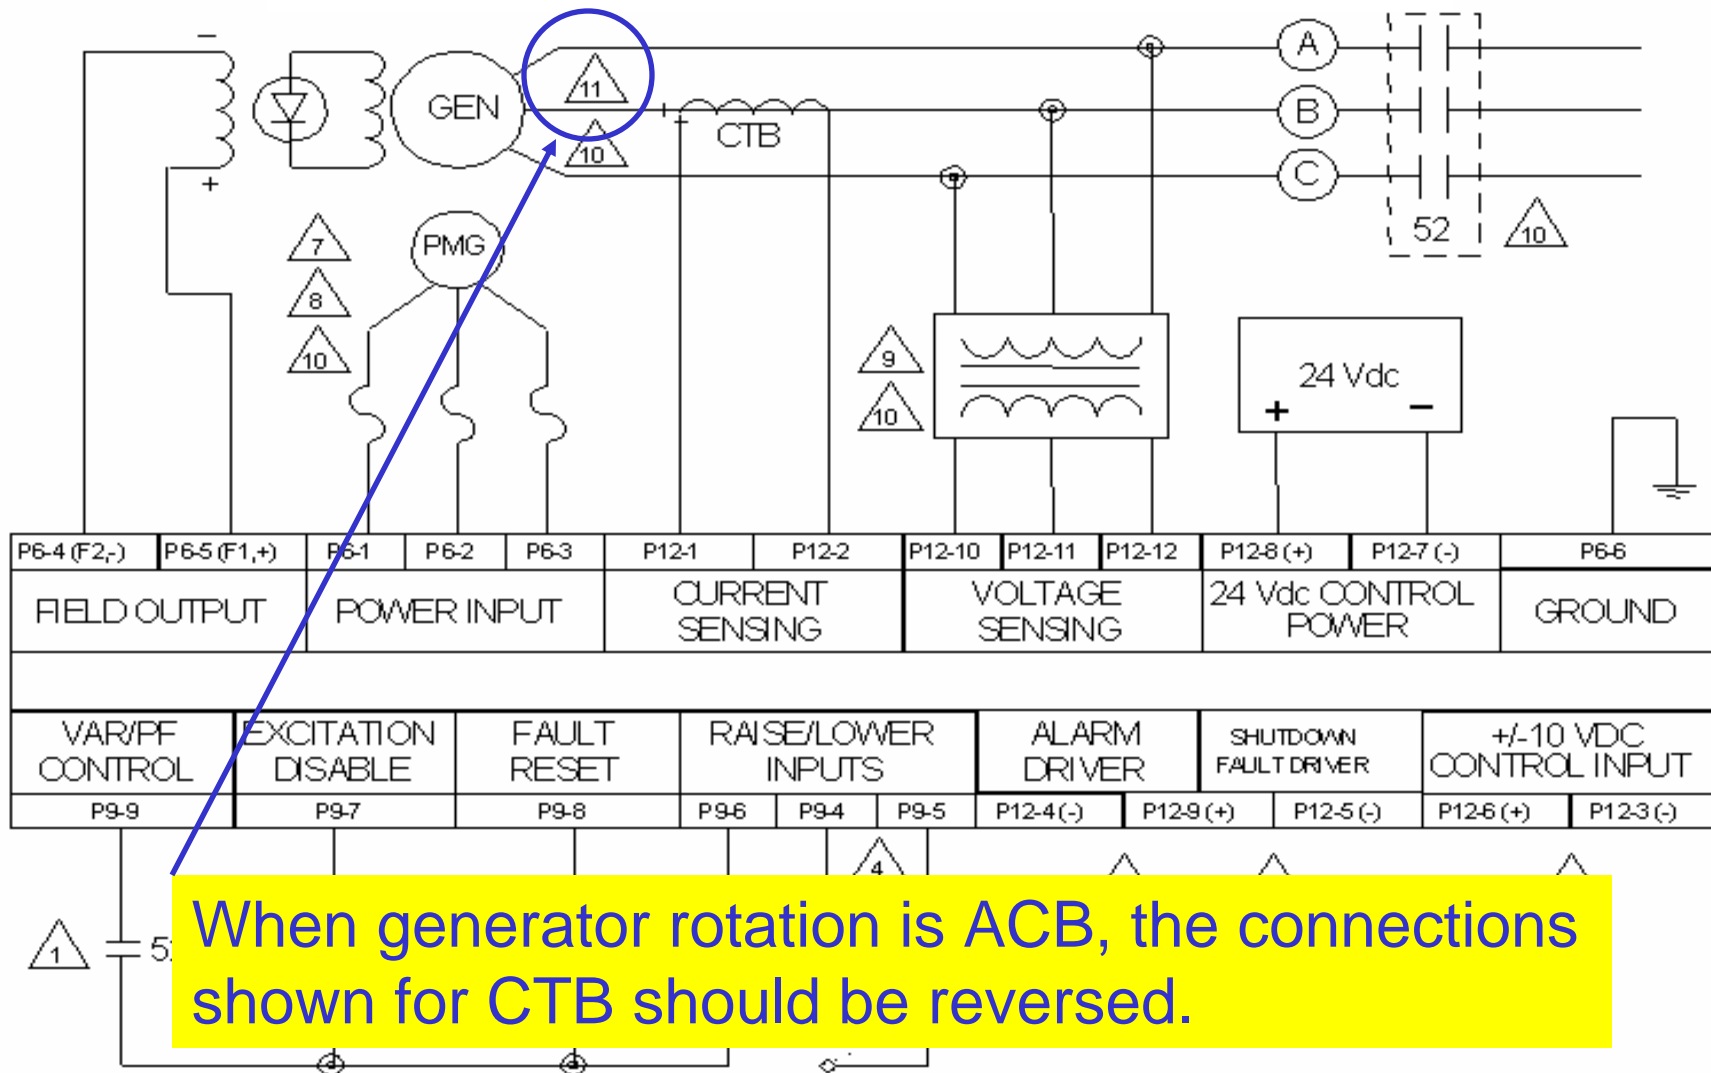 −
11
GEN
+
CTB
10
A
B
C
52
10
+
PMG
7
8
10
9
10
24 Vdc
+ −
P6-4 (F2,-) P6-5 (F1,+) P6-1 P6-2 P6-3 P12-1 P12-2 P12-10 P12-11 P12-12 P12-8 (+) P12-7 (-) P6-6
FIELD OUTPUT POWER INPUT CURRENT SENSING VOLTAGE SENSING 24 Vdc CONTROL POWER GROUND
VAR/PF CONTROL EXCITATION DISABLE FAULT RESET RAISE/LOWER INPUTS ALARM DRIVER SHUTDOWN FAULT DRIVER +/-10 VDC CONTROL INPUT
P9-9 P9-7 P9-8 P9-6 P9-4 P9-5 P12-4 (-) P12-9 (+) P12-5 (-) P12-6 (+) P12-3 (-)
4
1
When generator rotation is ACB, the connections
shown for CTB should be reversed.